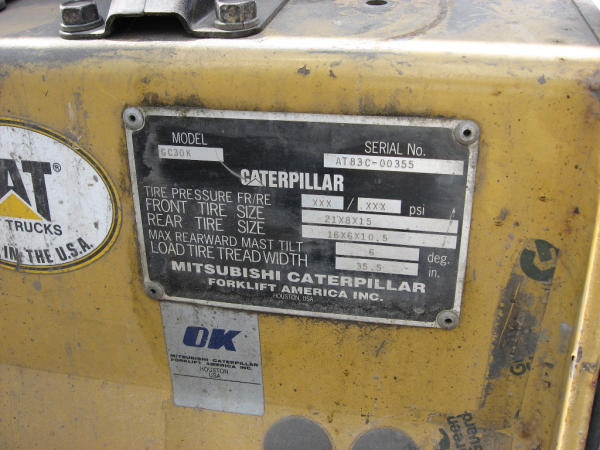 MODEL
GC30K
SERIAL No.
AT83C-00355
CATERPILLAR
TIRE PRESSURE FR/RE XXX / XXX psi
FRONT TIRE SIZE 21X8X15
REAR TIRE SIZE 16X6X10.5
MAX REARWARD MAST TILT 6 deg.
LOAD TIRE TREAD WIDTH 35.5 in.
MITSUBISHI CATERPILLAR
FORKLIFT AMERICA INC.
HOUSTON, USA
AT®
TRUCKS
IN THE U.S.A.
OK
MITSUBISHI CATERPILLAR
FORKLIFT AMERICA INC.
HOUSTON
USA